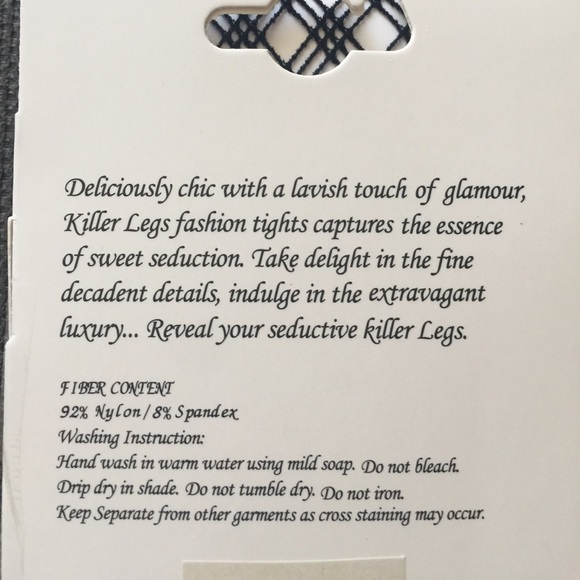 Deliciously chic with a lavish touch of glamour,
Killer Legs fashion tights captures the essence
of sweet seduction. Take delight in the fine
decadent details, indulge in the extravagant
luxury... Reveal your seductive killer Legs.
FIBER CONTENT
92% Nylon/8% Spandex
Washing Instruction:
Hand wash in warm water using mild soap. Do not bleach.
Drip dry in shade. Do not tumble dry. Do not iron.
Keep Separate from other garments as cross staining may occur.